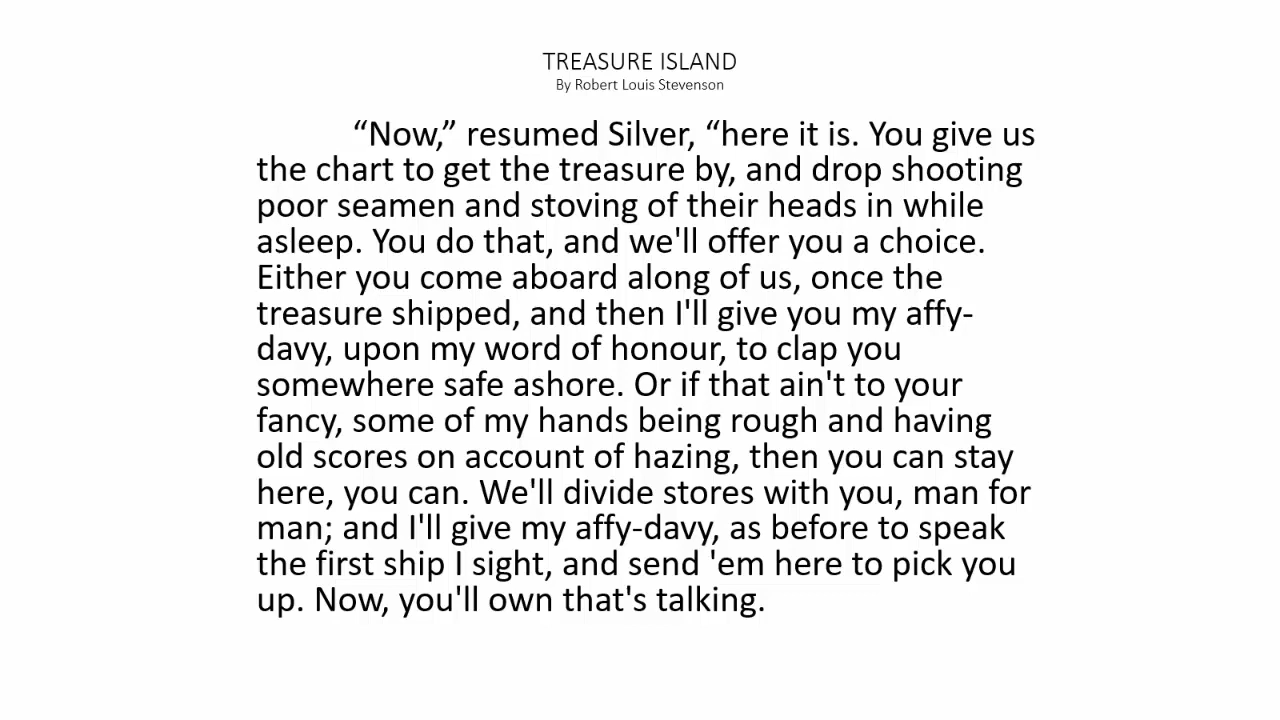 TREASURE ISLAND
By Robert Louis Stevenson
“Now,” resumed Silver, “here it is. You give us
the chart to get the treasure by, and drop shooting
poor seamen and stoving of their heads in while
asleep. You do that, and we'll offer you a choice.
Either you come aboard along of us, once the
treasure shipped, and then I'll give you my affy-
davy, upon my word of honour, to clap you
somewhere safe ashore. Or if that ain't to your
fancy, some of my hands being rough and having
old scores on account of hazing, then you can stay
here, you can. We'll divide stores with you, man for
man; and I'll give my affy-davy, as before to speak
the first ship I sight, and send 'em here to pick you
up. Now, you'll own that's talking.